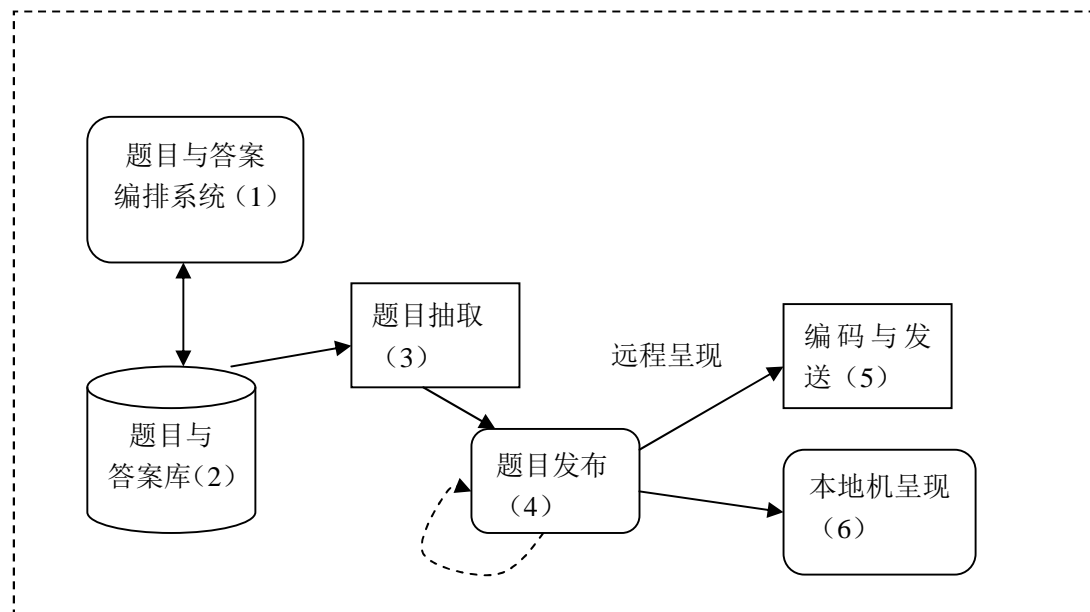 题目与答案
编排系统（1）
题目抽取
（3）
远程呈现
编码与发
送（5）
题目与
答案库(2）
题目发布
（4）
本地机呈现
（6）